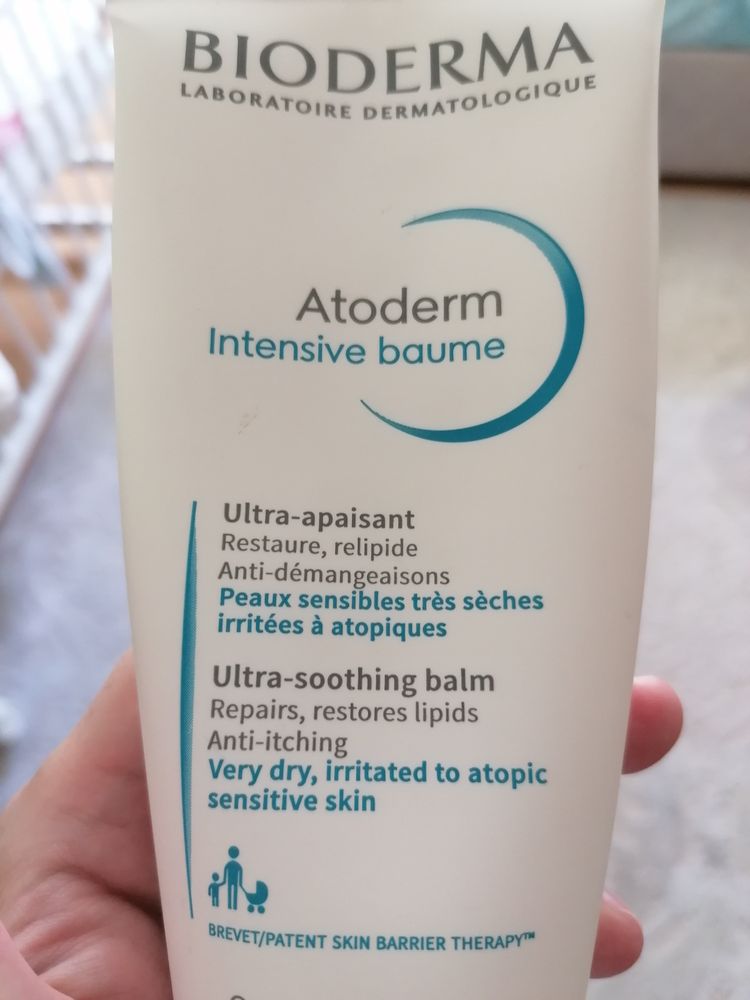 BIODERMA
LABORATOIRE DERMATOLOGIQUE
Atoderm
Intensive baume
Ultra-apaisant
Restaure, relipide
Anti-démangeaisons
Peaux sensibles très sèches
irritées à atopiques
Ultra-soothing balm
Repairs, restores lipids
Anti-itching
Very dry, irritated to atopic
sensitive skin
BREVET/PATENT SKIN BARRIER THERAPY™